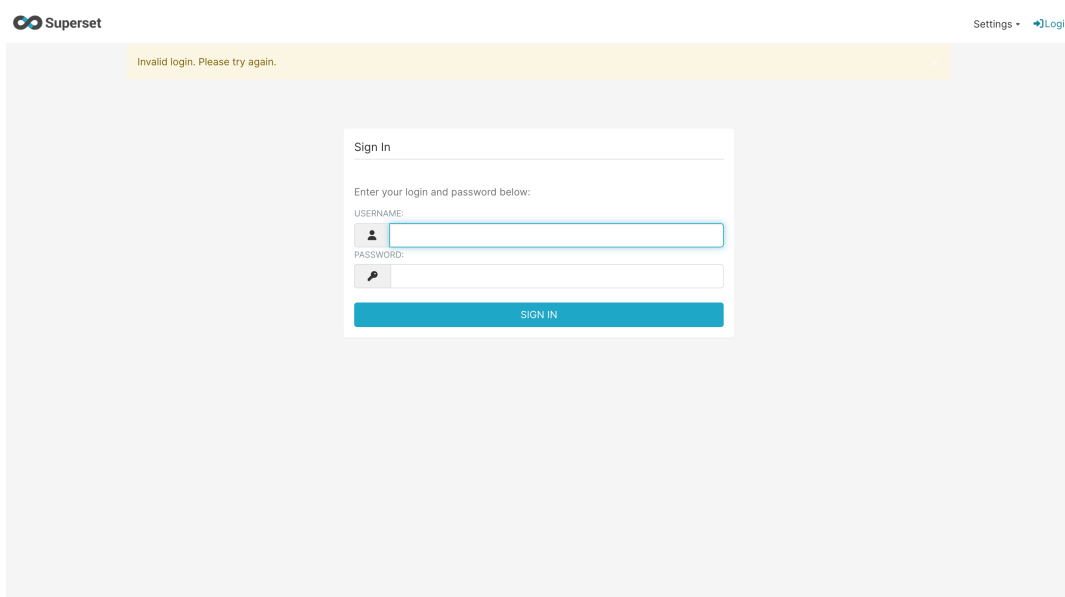 Superset
Settings
Logi
Invalid login. Please try again.
Sign In
Enter your login and password below:
USERNAME:
PASSWORD:
SIGN IN